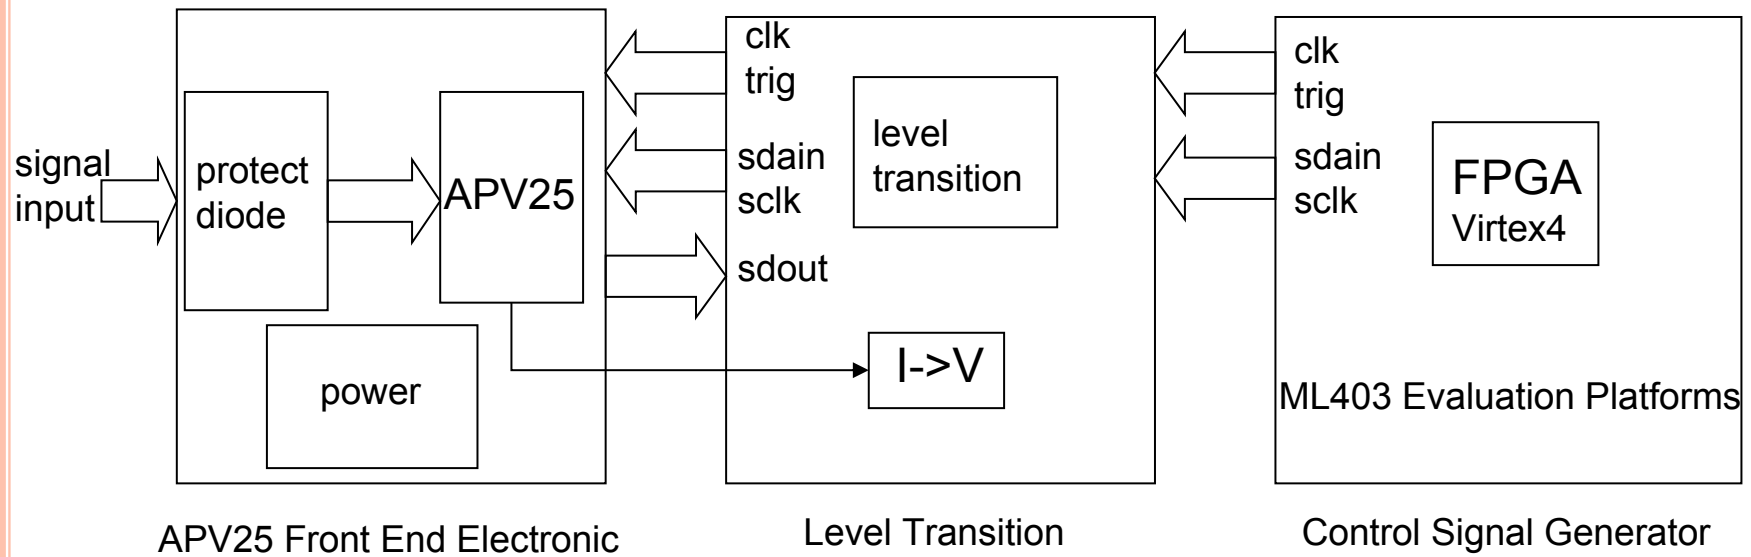 signal
input
protect
diode
APV25
power
APV25 Front End Electronic
clk
trig
sdain
sclk
sdout
level
transition
I->V
Level Transition
clk
trig
sdain
sclk
FPGA
Virtex4
ML403 Evaluation Platforms
Control Signal Generator